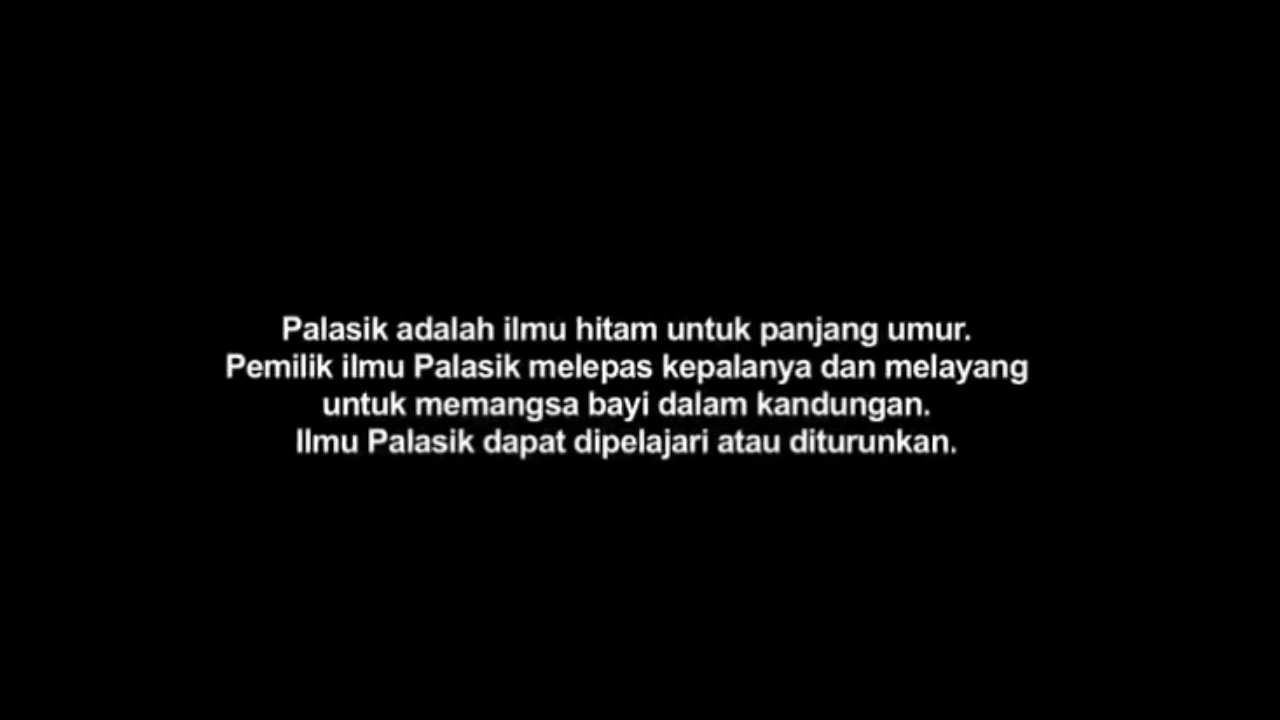 Palasik adalah ilmu hitam untuk panjang umur.
Pemilik ilmu Palasik melepas kepalanya dan melayang
untuk memangsa bayi dalam kandungan.
Ilmu Palasik dapat dipelajari atau diturunkan.